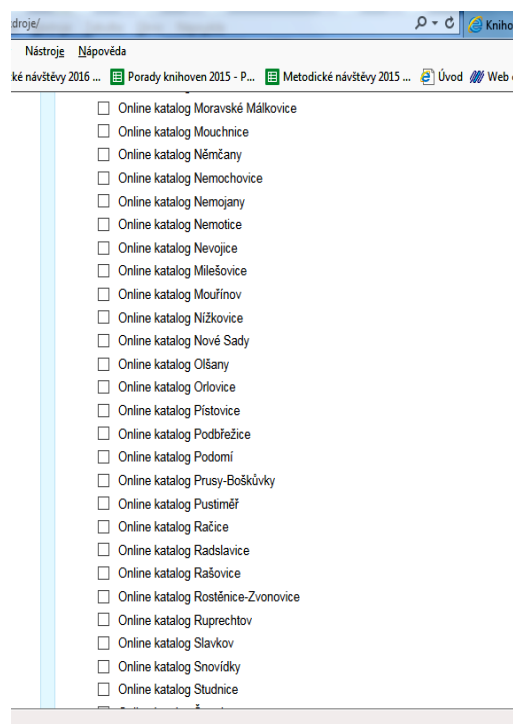 zdroje/ Kniho
Nástroje Nápověda
ké návštěvy 2016 ... Porady knihoven 2015 - P... Metodické návštěvy 2015 ... Úvod Web
Online katalog Moravské Málkovice
Online katalog Mouchnice
Online katalog Němčany
Online katalog Nemochovice
Online katalog Nemojany
Online katalog Nemotice
Online katalog Nevojice
Online katalog Milešovice
Online katalog Mouřínov
Online katalog Nížkovice
Online katalog Nové Sady
Online katalog Olšany
Online katalog Orlovice
Online katalog Pístovice
Online katalog Podbřežice
Online katalog Podomí
Online katalog Prusy-Boškůvky
Online katalog Pustiměř
Online katalog Račice
Online katalog Radslavice
Online katalog Rašovice
Online katalog Rostěnice-Zvonovice
Online katalog Ruprechtov
Online katalog Slavkov
Online katalog Snovídky
Online katalog Studnice